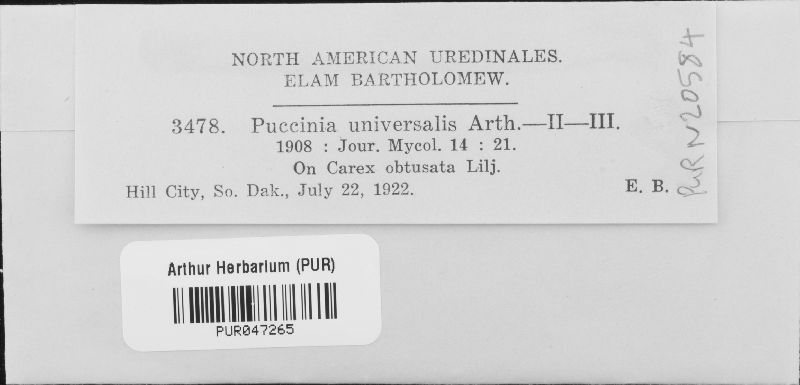 NORTH AMERICAN UREDINALES.
ELAM BARTHOLOMEW.
3478. Puccinia universalis Arth.—II—III.
1908 : Jour. Mycol. 14 : 21.
On Carex obtusata Lilj.
Hill City, So. Dak., July 22, 1922. E. B.
PUR N20584
Arthur Herbarium (PUR)
PUR047265